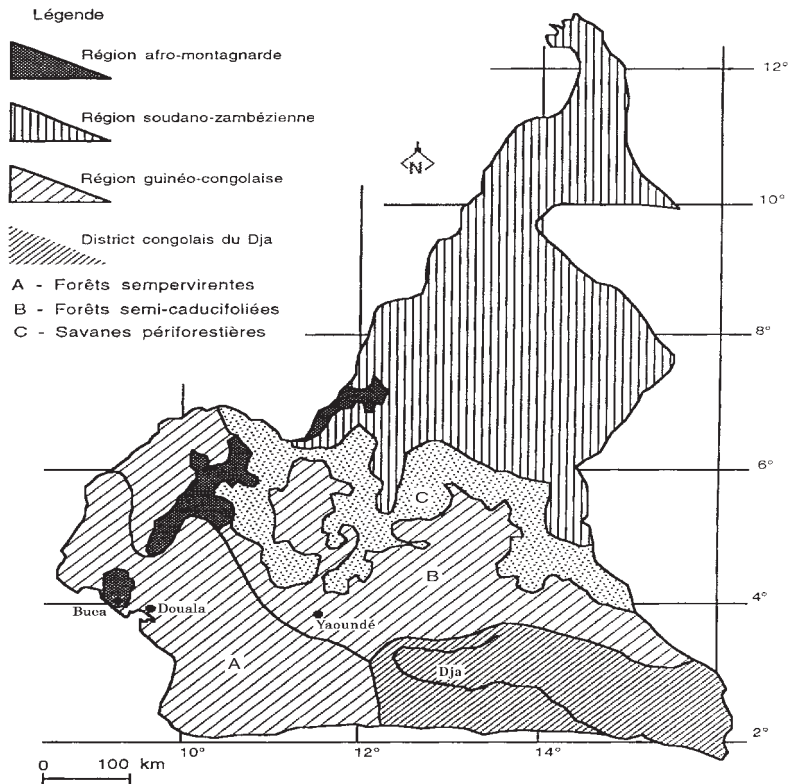 Légende
Région afro-montagnarde
Région soudano-zambézienne
Région guinéo-congolaise
District congolais du Dja
A - Forêts sempervirentes
B - Forêts semi-caducifoliées
C - Savanes périforestières
N
12°
10°
8°
6°
C
B
4°
Buea
Douala
Yaoundé
A
Dja
2°
10°
12°
14°
0
100 km